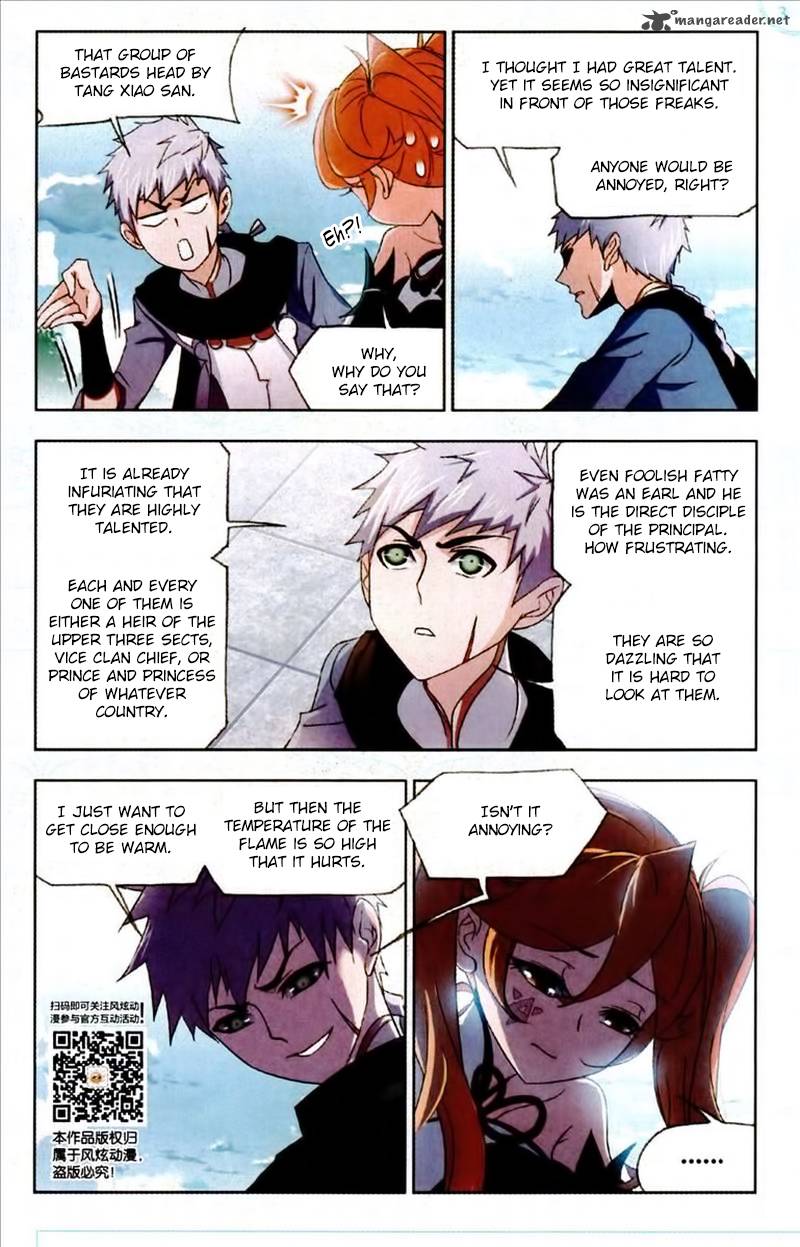 mangareader.net
THAT GROUP OF
BASTARDS HEAD BY
TANG XIAO SAN.
Eh?!
WHY,
WHY DO YOU
SAY THAT?
I THOUGHT I HAD GREAT TALENT.
YET IT SEEMS SO INSIGNIFICANT
IN FRONT OF THOSE FREAKS.
ANYONE WOULD BE
ANNOYED, RIGHT?
IT IS ALREADY
INFURIATING THAT
THEY ARE HIGHLY
TALENTED.
EACH AND EVERY
ONE OF THEM IS
EITHER A HEIR OF THE
UPPER THREE SECTS,
VICE CLAN CHIEF, OR
PRINCE AND PRINCESS
OF WHATEVER
COUNTRY.
EVEN FOOLISH FATTY
WAS AN EARL AND HE
IS THE DIRECT DISCIPLE
OF THE PRINCIPAL.
HOW FRUSTRATING.
THEY ARE SO
DAZZLING THAT
IT IS HARD TO
LOOK AT THEM.
I JUST WANT TO
GET CLOSE ENOUGH
TO BE WARM.
BUT THEN THE
TEMPERATURE OF THE
FLAME IS SO HIGH
THAT IT HURTS.
ISN'T IT
ANNOYING?
扫码即可关注风炫动
漫参与官方互动活动!
本作品版权归
属于风炫动漫,
盗版必究!
......